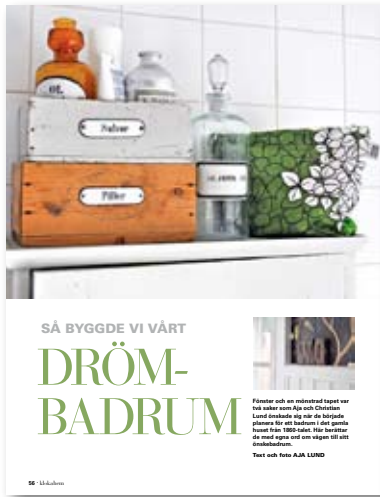 Salvor
Piller
SÅ BYGGDE VI VÅRT
DRÖM-
BADRUM
Fönster och en mönstrad tapet var
två saker som Aja och Christian
Lund önskade sig när de började
planera för ett badrum i det gamla
huset från 1860-talet. Här berättar
de med egna ord om vägen till sitt
önskebadrum.
Text och foto AJA LUND
56